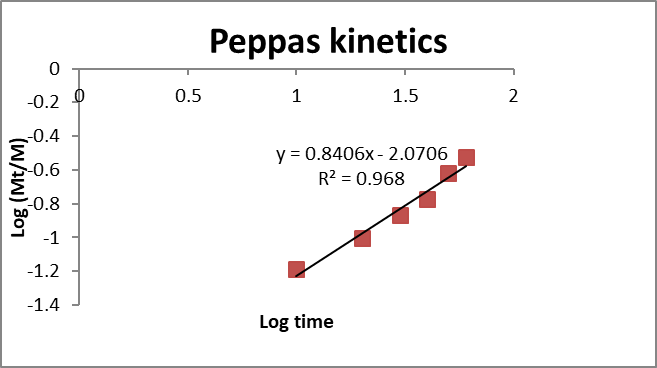 Peppas kinetics
0
-0.2
-0.4
-0.6
-0.8
-1
-1.2
-1.4
0
0.5
1
1.5
2
y = 0.8406x - 2.0706
R² = 0.968
Log (Mt/M)
Log time